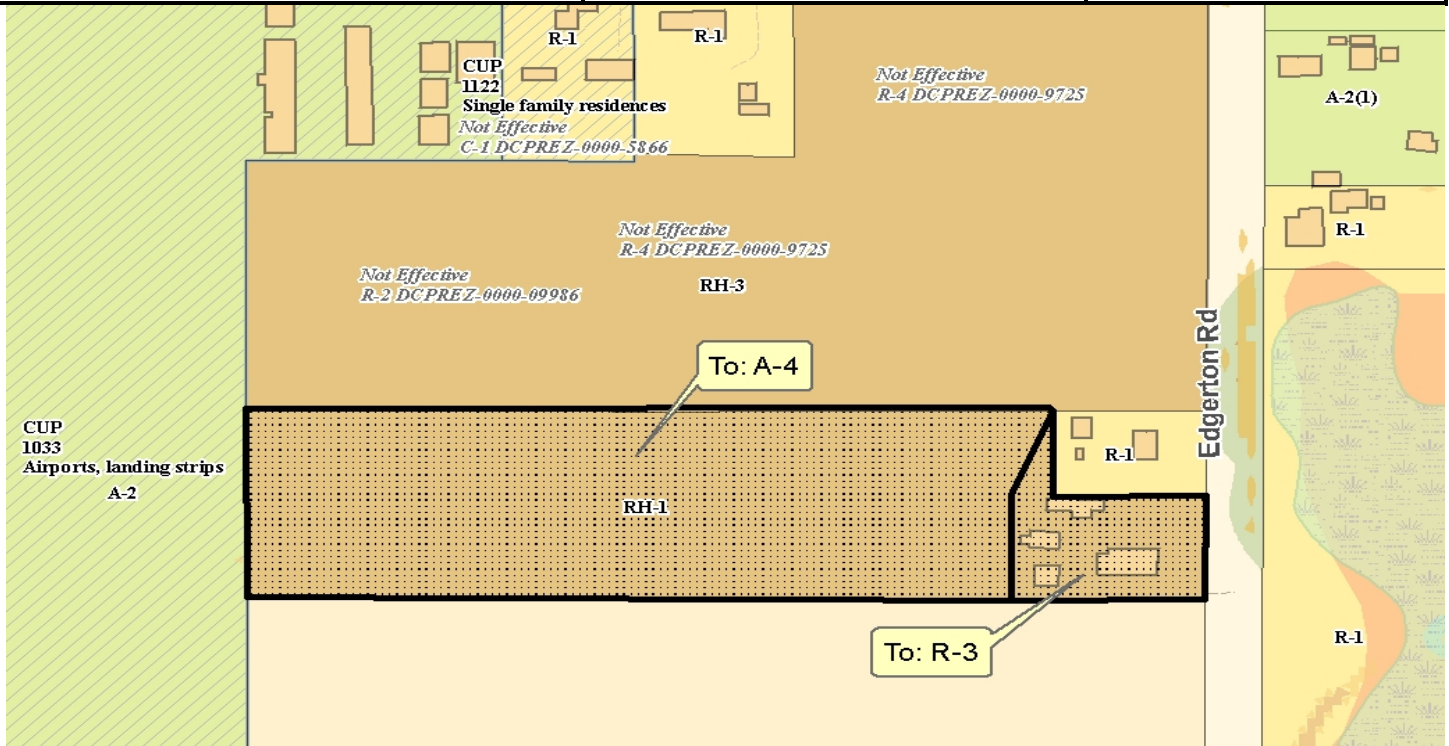 R-1
R-1
CUP
1122
Single family residences
Not Effective
C-1 DCPREZ-0000-5866
Not Effective
R-4 DCPREZ-0000-9725
A-2(1)
R-1
Not Effective
R-4 DCPREZ-0000-9725
Not Effective
R-2 DCPREZ-0000-09986
RH-3
Edgerton Rd
To: A-4
CUP
1033
Airports, landing strips
A-2
R-1
RH-1
To: R-3
R-1